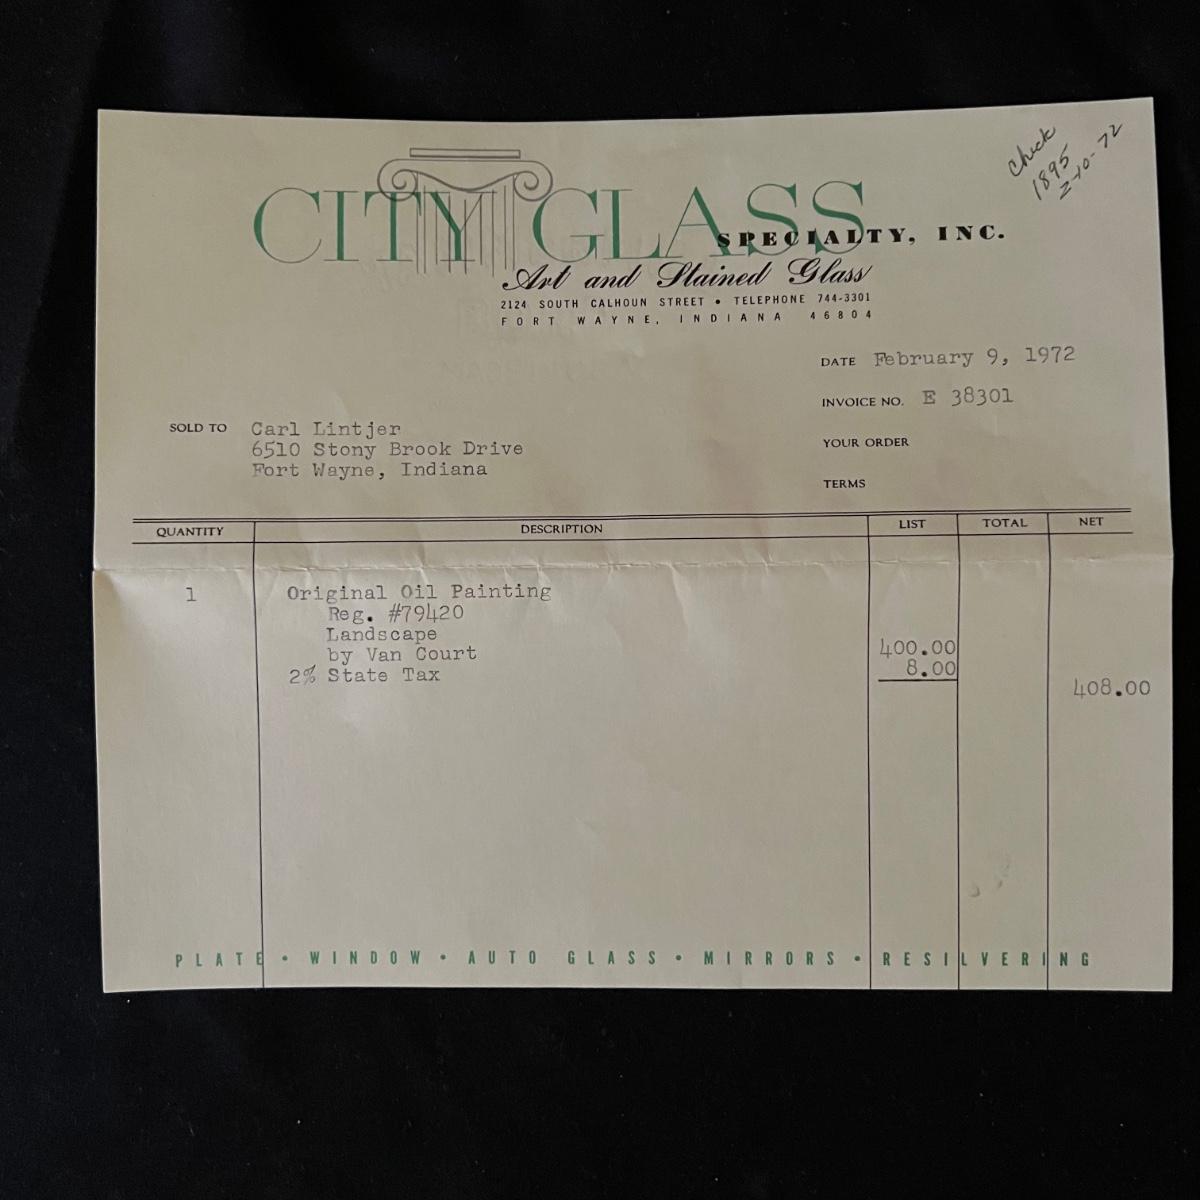 Check
1895
2-10-72
CITY GLASS
SPECIALTY, INC.
Art and Stained Glass
2124 SOUTH CALHOUN STREET • TELEPHONE 744-3301
FORT WAYNE, INDIANA 46804
DATE February 9, 1972
INVOICE NO. E 38301
SOLD TO Carl Lintjer
6510 Stony Brook Drive
Fort Wayne, Indiana
YOUR ORDER
TERMS
QUANTITY DESCRIPTION LIST TOTAL NET
1 Original Oil Painting
Reg. #79420
Landscape
by Van Court 400.00
2% State Tax 8.00
408.00
PLATE • WINDOW • AUTO GLASS • MIRRORS • RESILVERING